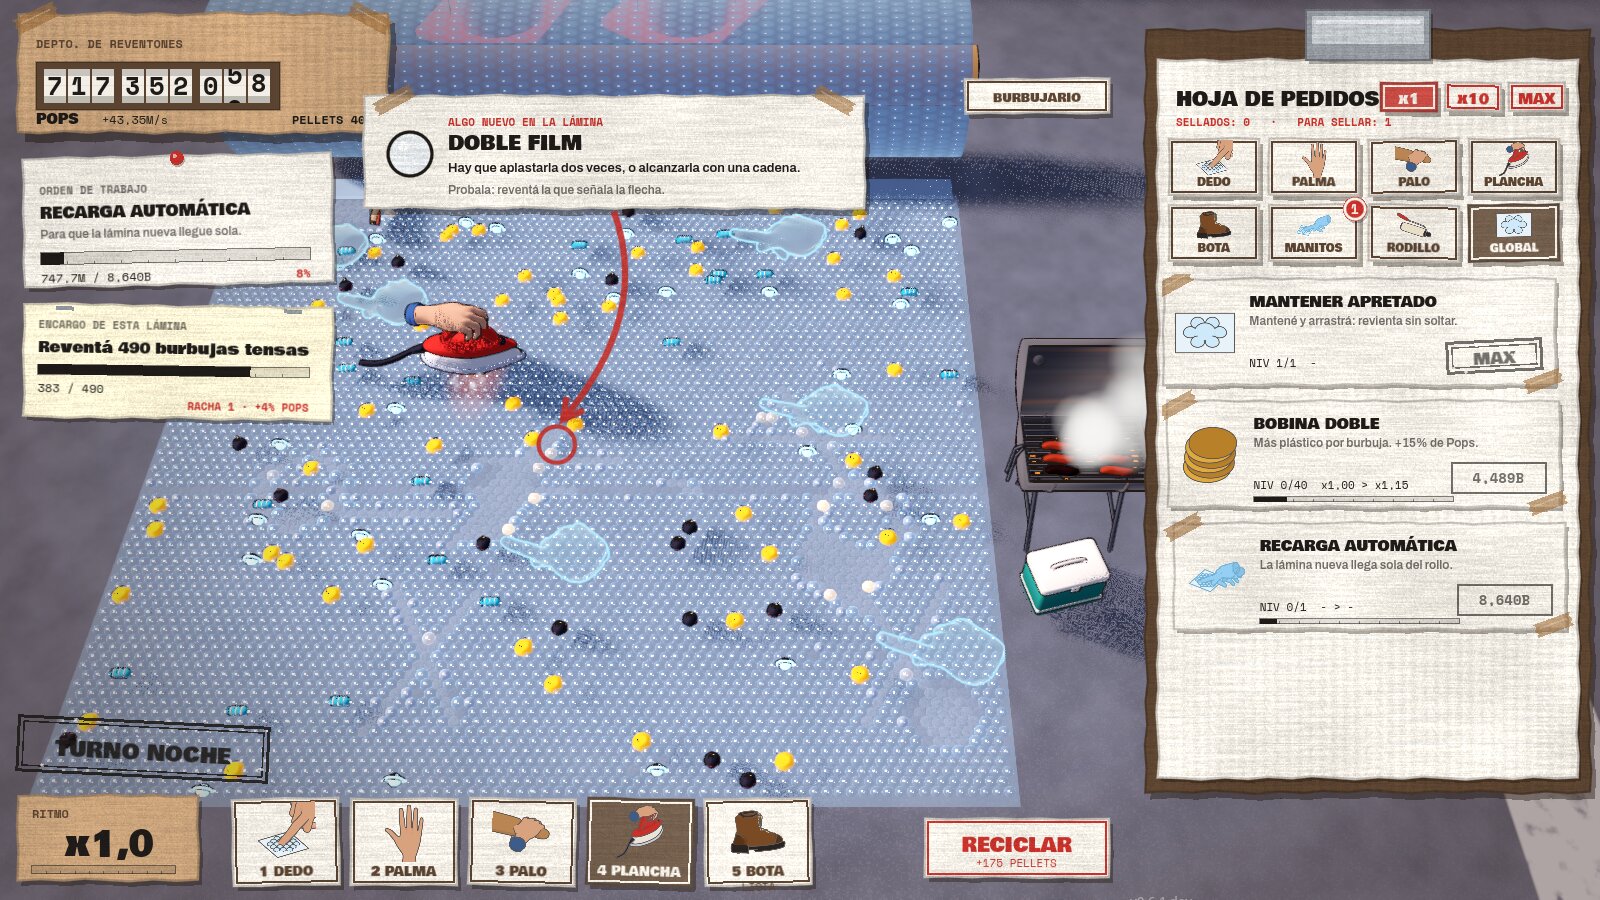 DEPTO. DE REVENTONES
717 352 058
POPS +43,35M/s PELLETS 40
ORDEN DE TRABAJO
RECARGA AUTOMÁTICA
Para que la lámina nueva llegue sola.
747.7M / 8.640B 8%
ENCARGO DE ESTA LÁMINA
Reventá 490 burbujas tensas
383 / 490
RACHA 1 · +4% POPS
ALGO NUEVO EN LA LÁMINA
DOBLE FILM
Hay que aplastarla dos veces, o alcanzarla con una cadena.
Probala: reventá la que señala la flecha.
BURBUJARIO
HOJA DE PEDIDOS x1 x10 MAX
SELLADOS: 0 · PARA SELLAR: 1
DEDO PALMA PALO PLANCHA
1
BOTA MANITOS RODILLO GLOBAL
MANTENER APRETADO
Mantené y arrastrá: revienta sin soltar.
NIV 1/1 - MAX
BOBINA DOBLE
Más plástico por burbuja. +15% de Pops.
NIV 0/40 x1,00 > x1,15 4,489B
RECARGA AUTOMÁTICA
La lámina nueva llega sola del rollo.
NIV 0/1 - > - 8,640B
TURNO NOCHE
RITMO
x1,0
1 DEDO 2 PALMA 3 PALO 4 PLANCHA 5 BOTA
RECICLAR
+175 PELLETS